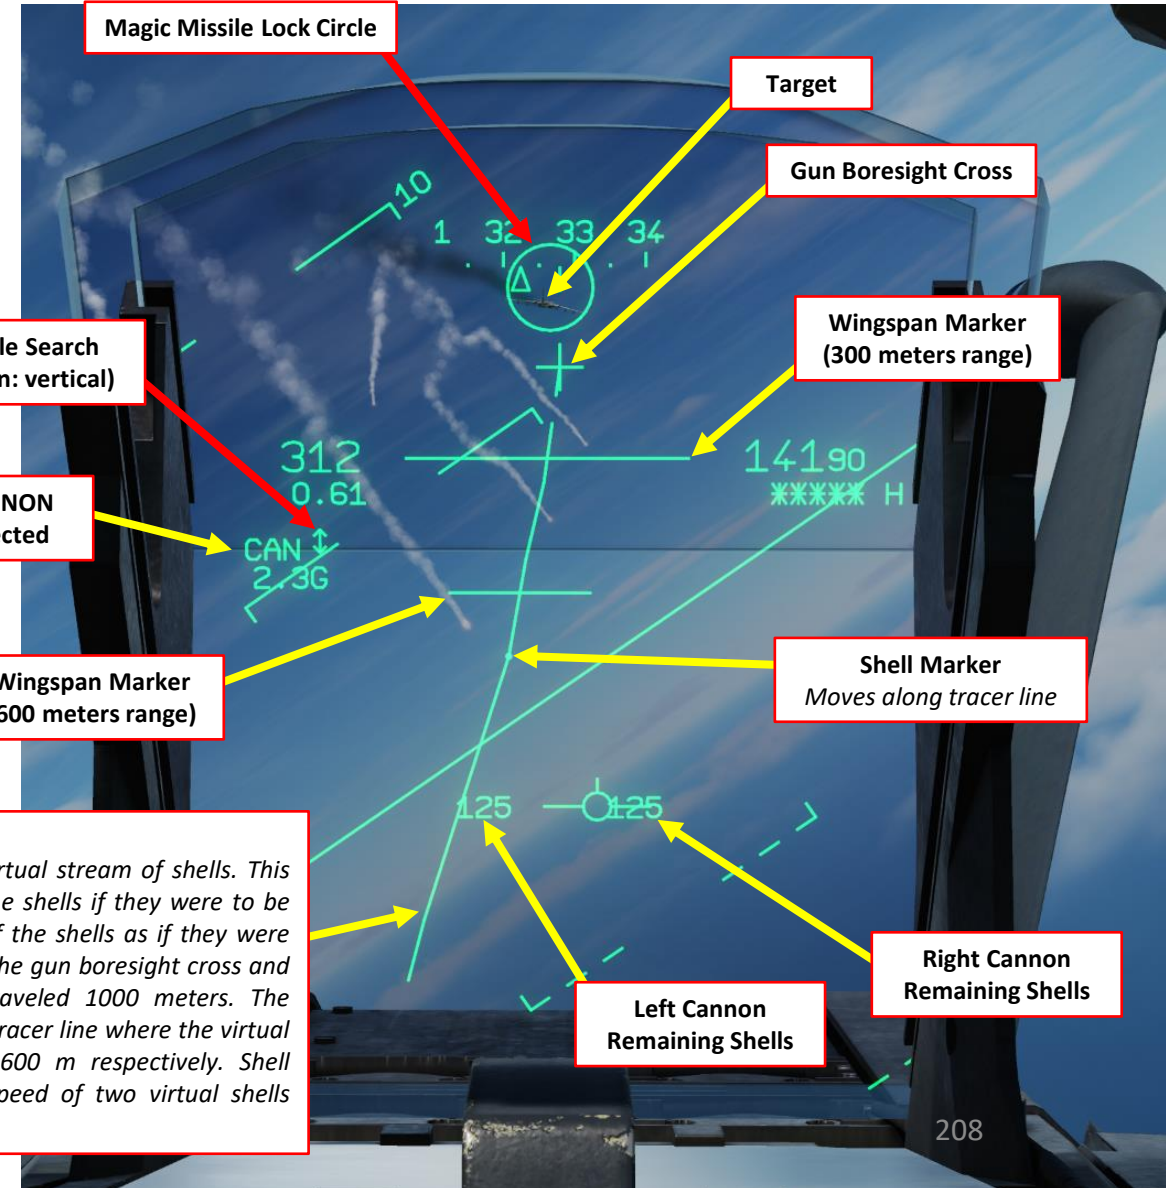 Magic Missile Lock Circle
Target
Gun Boresight Cross
10
1 32 33 34
Wingspan Marker
(300 meters range)
le Search
n: vertical)
312
0.61
14190
***** H
NON
ected
CAN
2.3G
Wingspan Marker
600 meters range)
Shell Marker
Moves along tracer line
125
125
rtual stream of shells. This
e shells if they were to be
f the shells as if they were
he gun boresight cross and
aveled 1000 meters. The
racer line where the virtual
600 m respectively. Shell
peed of two virtual shells
Right Cannon
Remaining Shells
Left Cannon
Remaining Shells
208